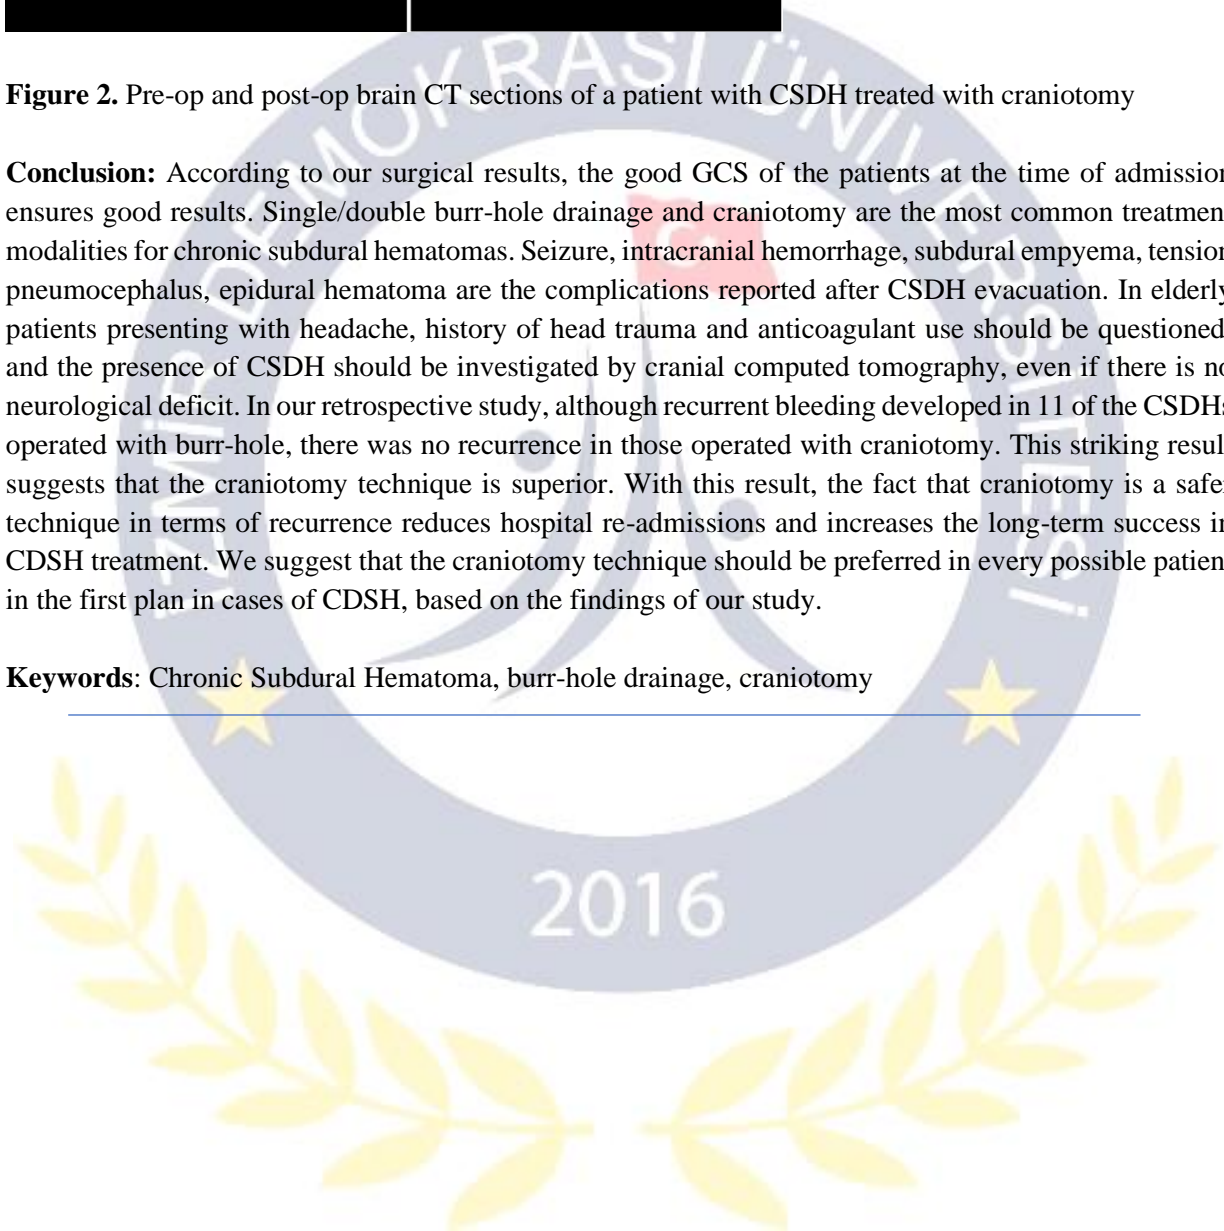 Figure 2. Pre-op and post-op brain CT sections of a patient with CSDH treated with craniotomy
Conclusion: According to our surgical results, the good GCS of the patients at the time of admission
ensures good results. Single/double burr-hole drainage and craniotomy are the most common treatmen
modalities for chronic subdural hematomas. Seizure, intracranial hemorrhage, subdural empyema, tension
pneumocephalus, epidural hematoma are the complications reported after CSDH evacuation. In elderly
patients presenting with headache, history of head trauma and anticoagulant use should be questioned
and the presence of CSDH should be investigated by cranial computed tomography, even if there is no
neurological deficit. In our retrospective study, although recurrent bleeding developed in 11 of the CSDHs
operated with burr-hole, there was no recurrence in those operated with craniotomy. This striking resul
suggests that the craniotomy technique is superior. With this result, the fact that craniotomy is a safer
technique in terms of recurrence reduces hospital re-admissions and increases the long-term success in
CDSH treatment. We suggest that the craniotomy technique should be preferred in every possible patien
in the first plan in cases of CDSH, based on the findings of our study.
Keywords: Chronic Subdural Hematoma, burr-hole drainage, craniotomy
İZMİR DEMOKRASİ ÜNİVERSİTESİ
2016